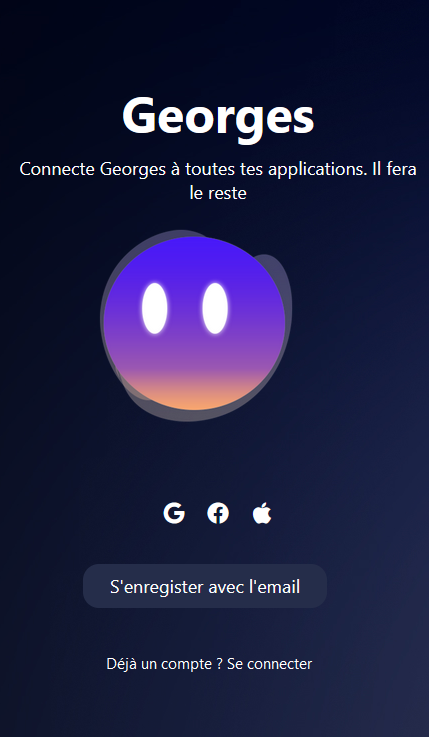 Georges
Connecte Georges à toutes tes applications. Il fera
le reste
S'enregister avec l'email
Déjà un compte ? Se connecter